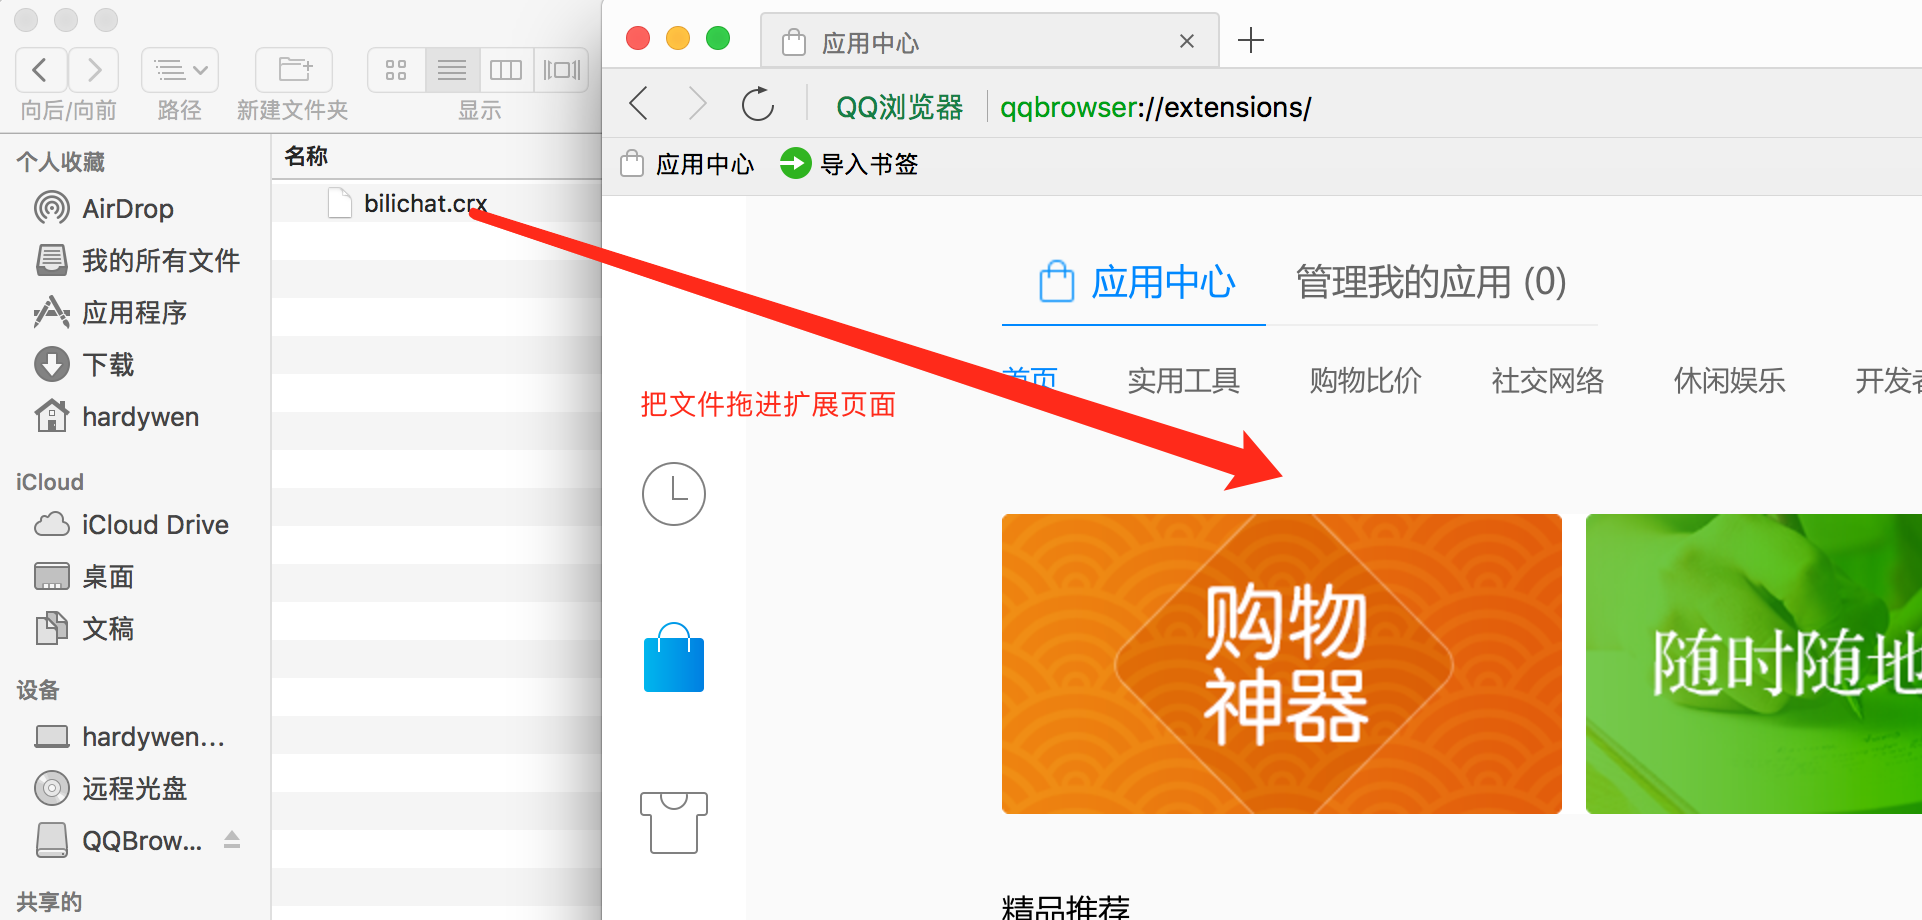 向后/向前
路径
新建文件夹
显示
个人收藏
AirDrop
我的所有文件
应用程序
下载
hardywen
iCloud
iCloud Drive
桌面
文稿
设备
hardywen...
远程光盘
QQBrow...
共享的
名称
bilichat.crx
应用中心
QQ浏览器
qqbrowser://extensions/
应用中心
导入书签
应用中心
管理我的应用 (0)
首页
实用工具
购物比价
社交网络
休闲娱乐
开发者
把文件拖进扩展页面
购物
神器
随时随地
精品推荐